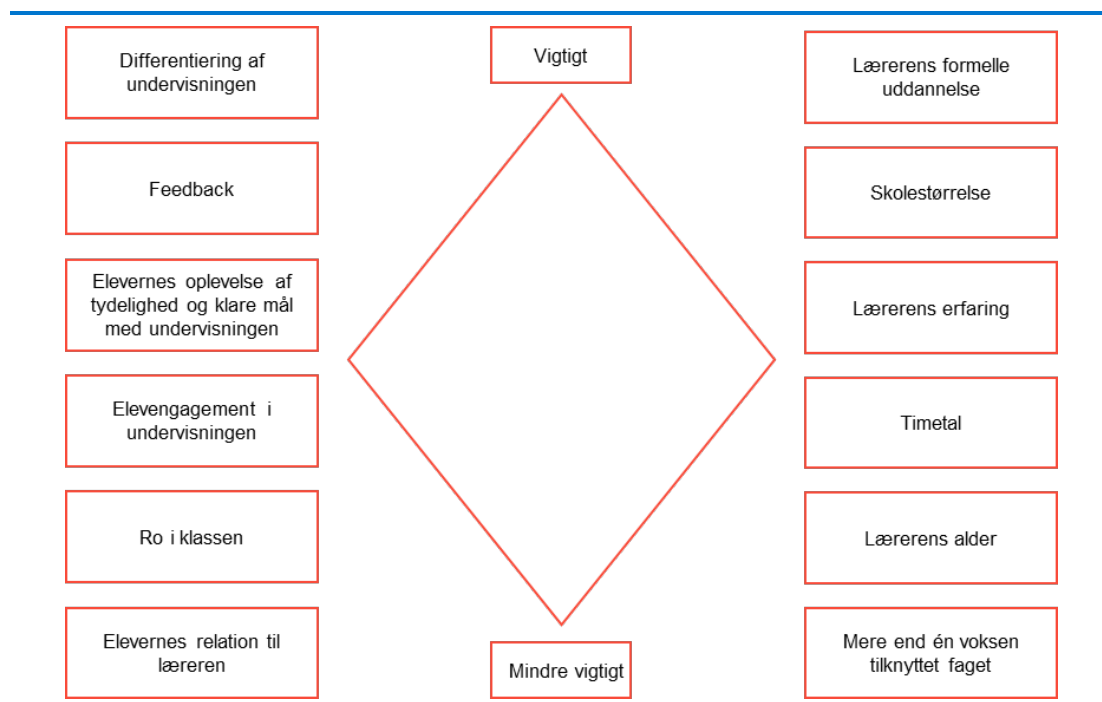 Differentiering af
undervisningen
Feedback
Elevernes oplevelse af
tydelighed og klare mål
med undervisningen
Elevengagement i
undervisningen
Ro i klassen
Elevernes relation til
læreren
Vigtigt
Mindre vigtigt
Lærerens formelle
uddannelse
Skolestørrelse
Lærerens erfaring
Timetal
Lærerens alder
Mere end én voksen
tilknyttet faget